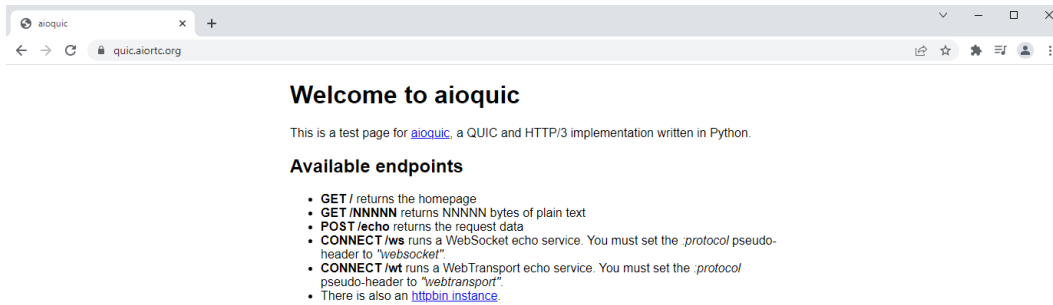 aioquic
quic.aiortc.org
Welcome to aioquic
This is a test page for aioquic, a QUIC and HTTP/3 implementation written in Python.
Available endpoints
• GET / returns the homepage
• GET /NNNNN returns NNNNN bytes of plain text
• POST /echo returns the request data
• CONNECT /ws runs a WebSocket echo service. You must set the :protocol pseudo-
header to "websocket".
• CONNECT /wt runs a WebTransport echo service. You must set the :protocol
pseudo-header to "webtransport".
• There is also an httpbin instance.